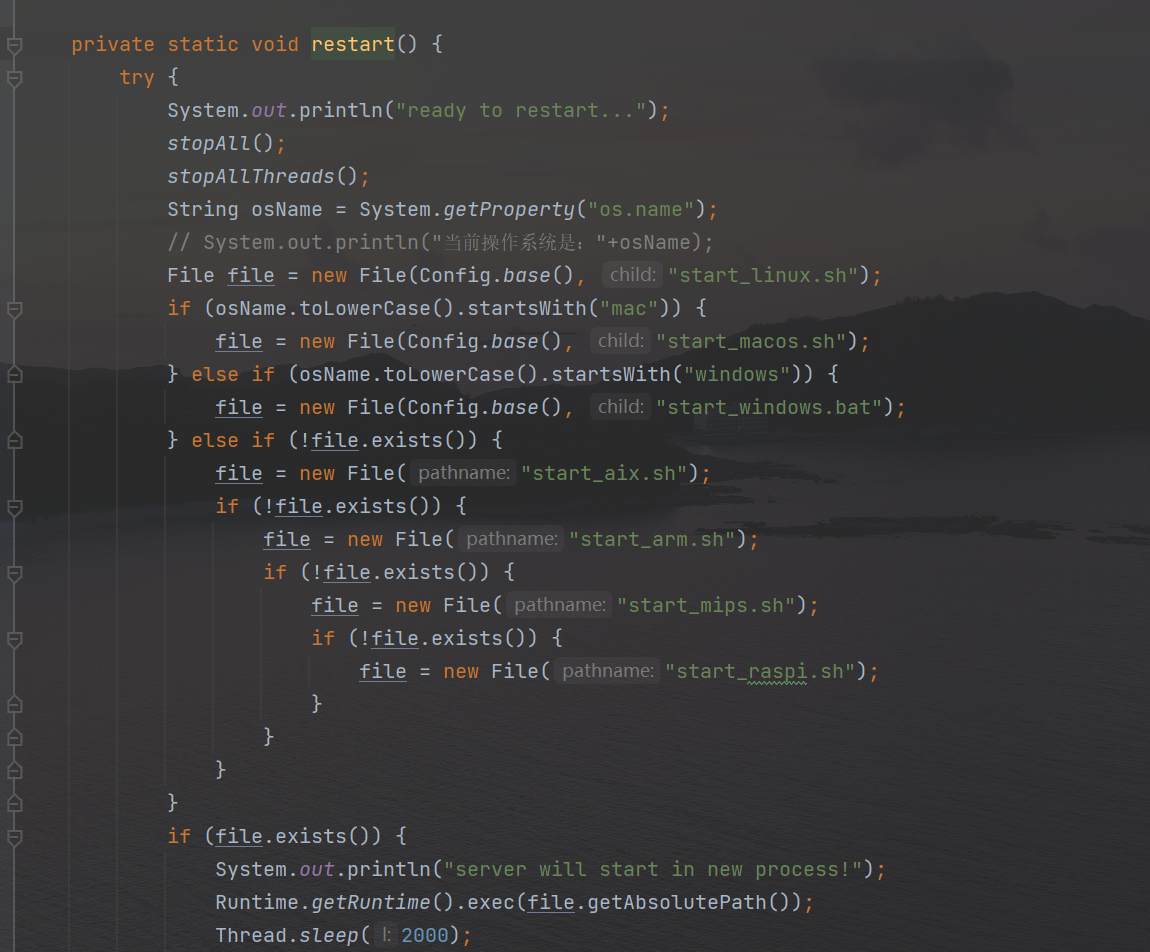 private static void restart() {
try {
System.out.println("ready to restart...");
stopAll();
stopAllThreads();
String osName = System.getProperty("os.name");
// System.out.println("当前操作系统是："+osName);
File file = new File(Config.base(), child: "start_linux.sh");
if (osName.toLowerCase().startsWith("mac")) {
file = new File(Config.base(), child: "start_macos.sh");
} else if (osName.toLowerCase().startsWith("windows")) {
file = new File(Config.base(), child: "start_windows.bat");
} else if (!file.exists()) {
file = new File( pathname: "start_aix.sh");
if (!file.exists()) {
file = new File( pathname: "start_arm.sh");
if (!file.exists()) {
file = new File( pathname: "start_mips.sh");
if (!file.exists()) {
file = new File( pathname: "start_raspi.sh");
}
}
}
}
if (file.exists()) {
System.out.println("server will start in new process!");
Runtime.getRuntime().exec(file.getAbsolutePath());
Thread.sleep( l: 2000);